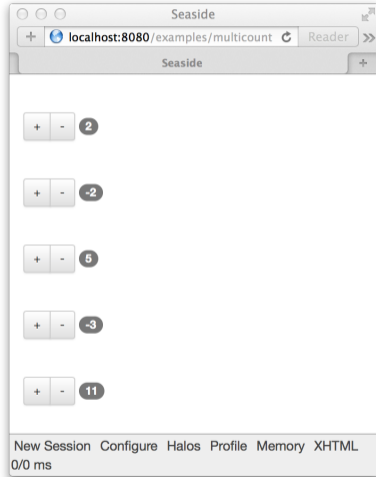 Seaside
+ localhost:8080/examples/multicount Reader >>
Seaside +
+ - 2
+ - -2
+ - 5
+ - -3
+ - 11
New Session Configure Halos Profile Memory XHTML
0/0 ms